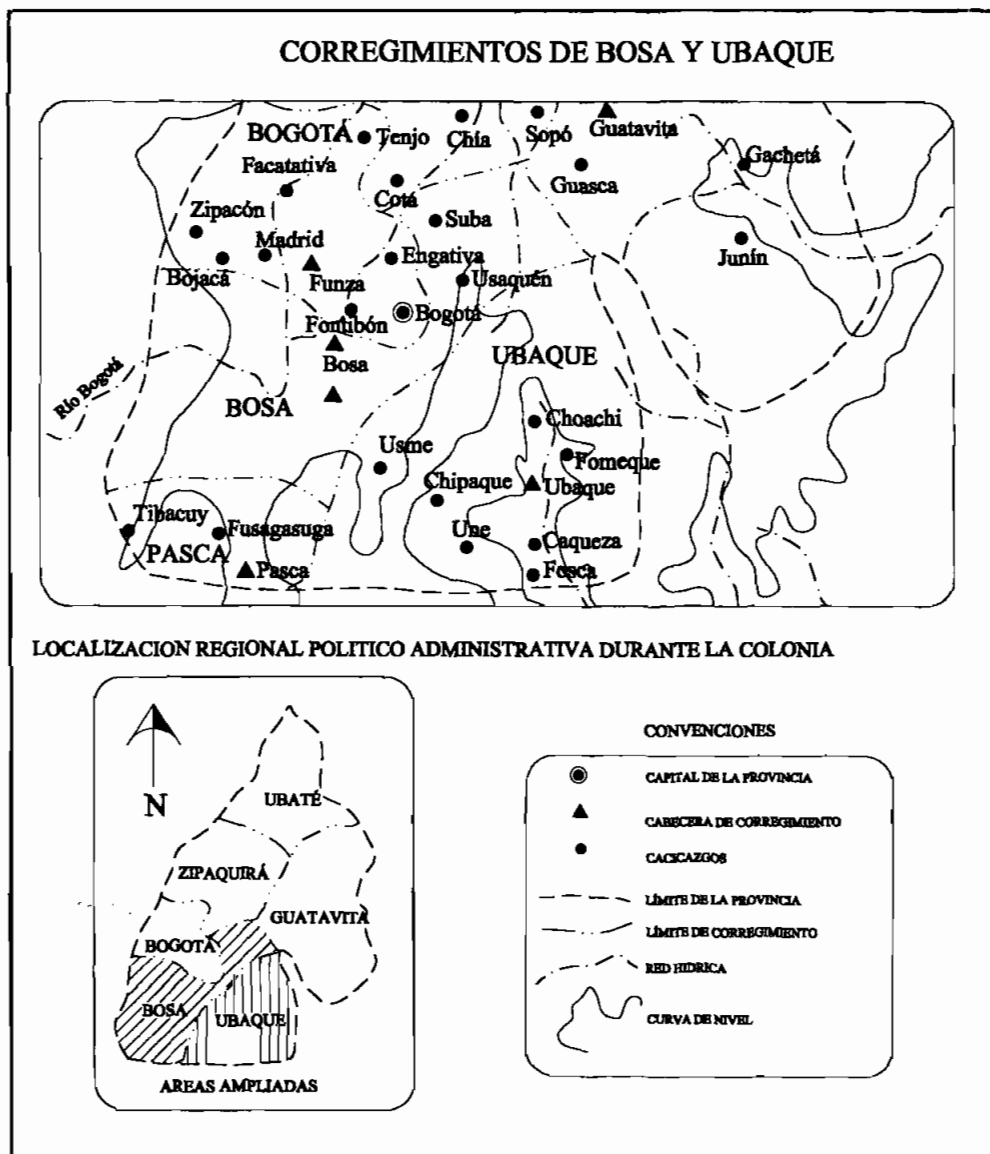 CORREGIMIENTOS DE BOSA Y UBAQUE
BOGOTÁ
Tenjo
Chía
Sopó
Guatavita
Gachetá
Facatativa
Cotá
Guasca
Zipacón
Suba
Madrid
Engativa
Junín
Bojacá
Funza
Usaquén
Fontibón
Bogotá
Bosa
UBAQUE
Río Bogotá
BOSA
Choachi
Usme
Fomeque
Chipaque
Ubaque
Tibacuy
Fusagasuga
Une
Caqueza
PASCA
Pasca
Fosca
LOCALIZACION REGIONAL POLITICO ADMINISTRATIVA DURANTE LA COLONIA
N
UBATÉ
ZIPAQUIRÁ
GUATAVITA
BOGOTÁ
BOSA
UBAQUE
AREAS AMPLIADAS
CONVENCIONES
CAPITAL DE LA PROVINCIA
CABECERA DE CORREGIMIENTO
CACICAZGOS
LÍMITE DE LA PROVINCIA
LÍMITE DE CORREGIMIENTO
RED HIDRICA
CURVA DE NIVEL